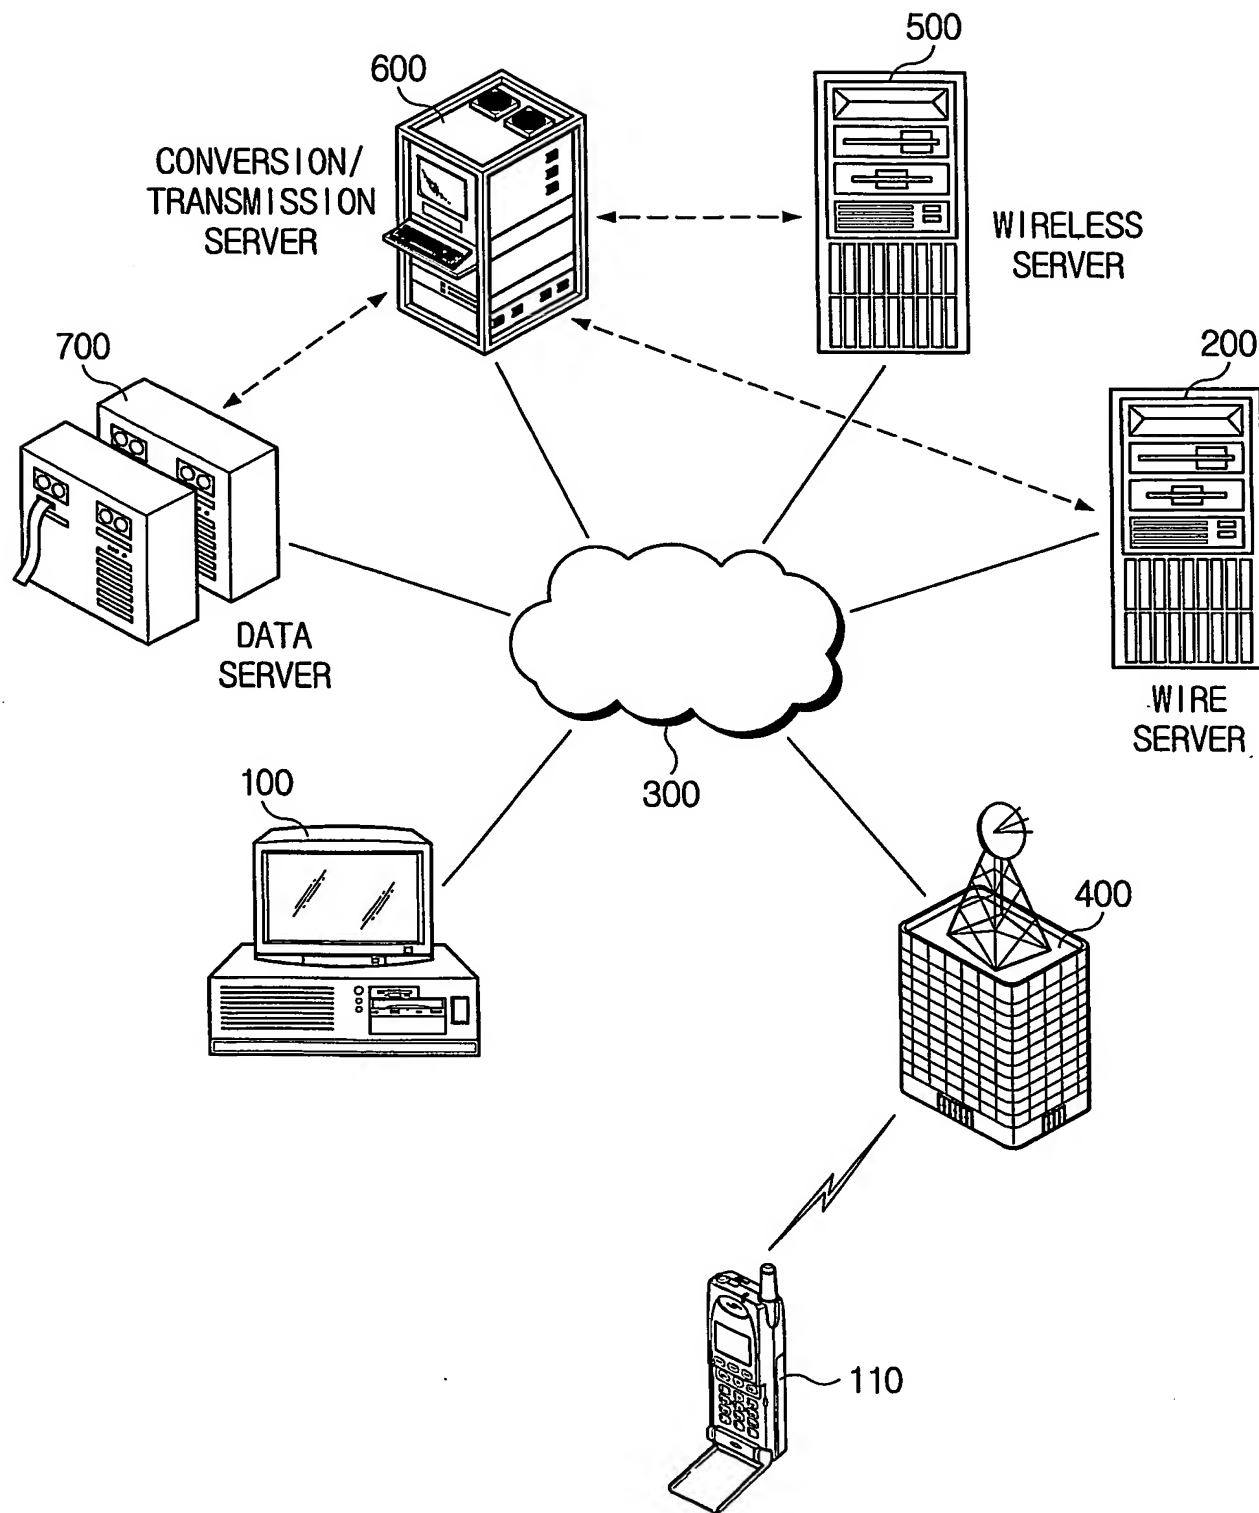 500
600
CONVERSION/
TRANSMISSION
SERVER
WIRELESS
SERVER
700
200
DATA
SERVER
WIRE
SERVER
300
100
400
110